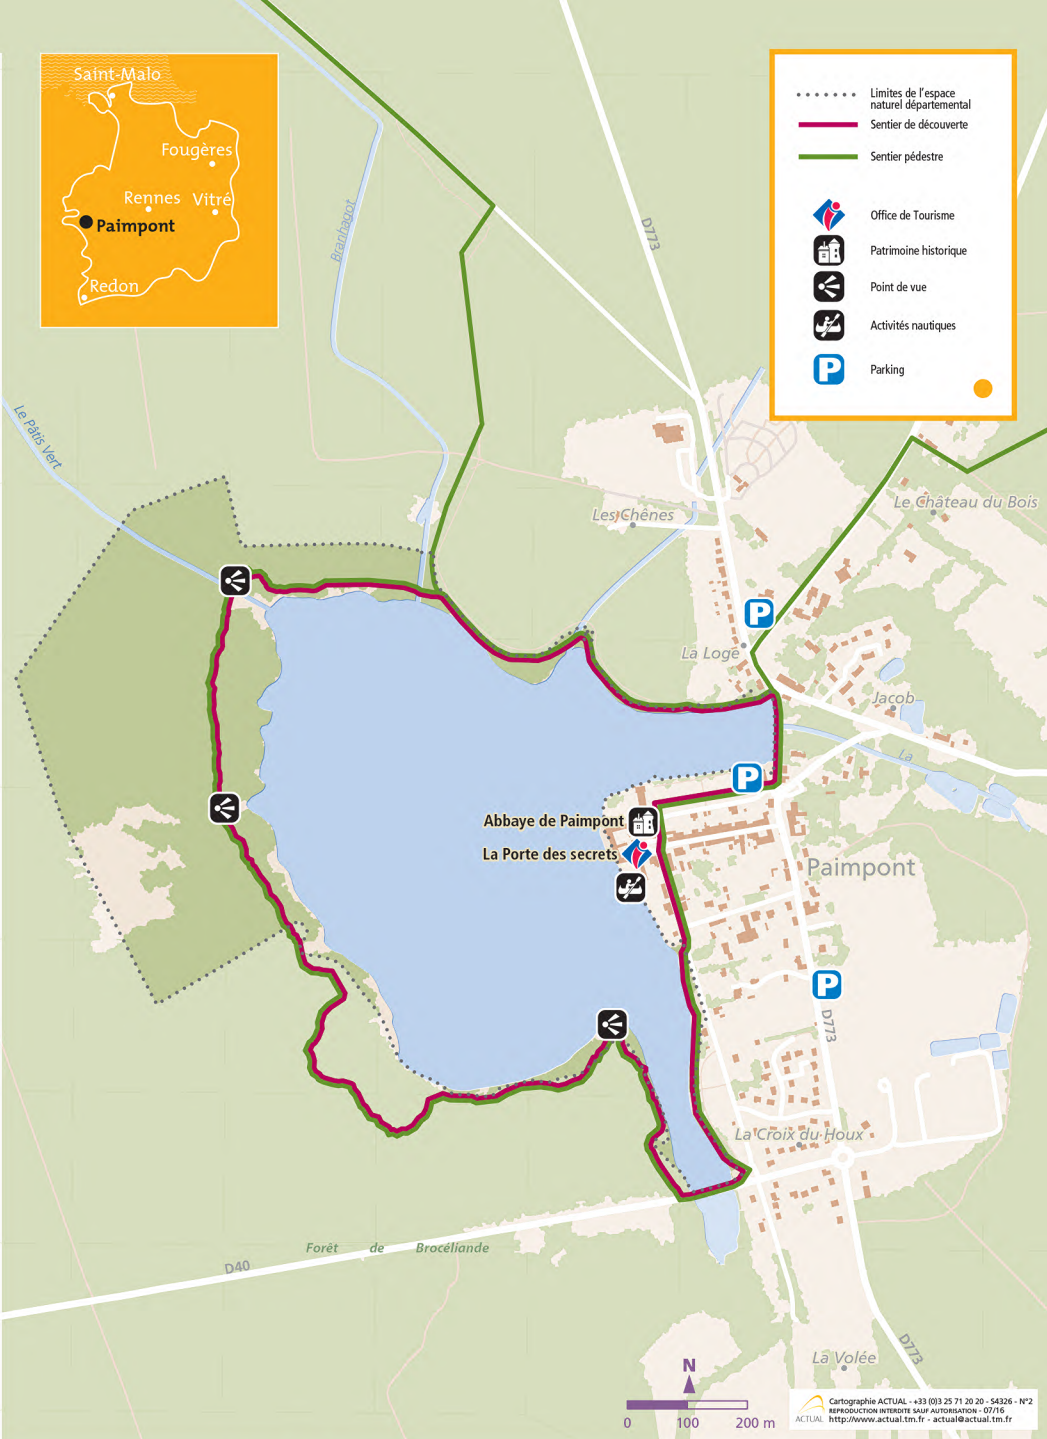 Saint-Malo
Fougères
Rennes
Vitré
Paimpont
Redon
Limites de l'espace
naturel départemental
Sentier de découverte
Sentier pédestre
Office de Tourisme
Patrimoine historique
Point de vue
Activités nautiques
P
Parking
Branhagot
D773
Le Pâtis Vert
Les Chênes
Le Château du Bois
P
La Loge
Jacob
La
P
Abbaye de Paimpont
La Porte des secrets
Paimpont
P
D773
La Croix du Houx
Forêt de Brocéliande
D40
D773
La Volée
N
0 100 200 m
ACTUAL
Cartographie ACTUAL - +33 (0)3 25 71 20 20 - S4326 - N°2
REPRODUCTION INTERDITE SAUF AUTORISATION - 07/16
http://www.actual.tm.fr - actual@actual.tm.fr